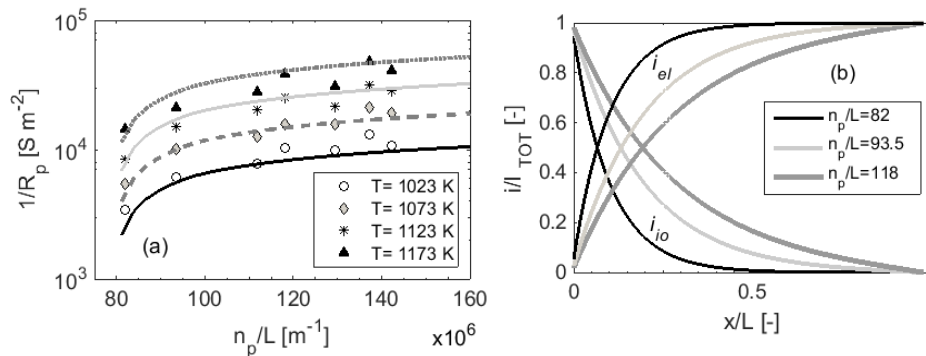 10^5
10^4
10^3
1/R_p [S m^-2]
(a)
T= 1023 K
T= 1073 K
T= 1123 K
T= 1173 K
80 100 120 140 160
n_p/L [m^-1]
x10^6
1
0.8
0.6
0.4
0.2
0
i/I_TOT [-]
i_el
(b)
n_p/L=82
n_p/L=93.5
n_p/L=118
i_io
0 0.5 1
x/L [-]